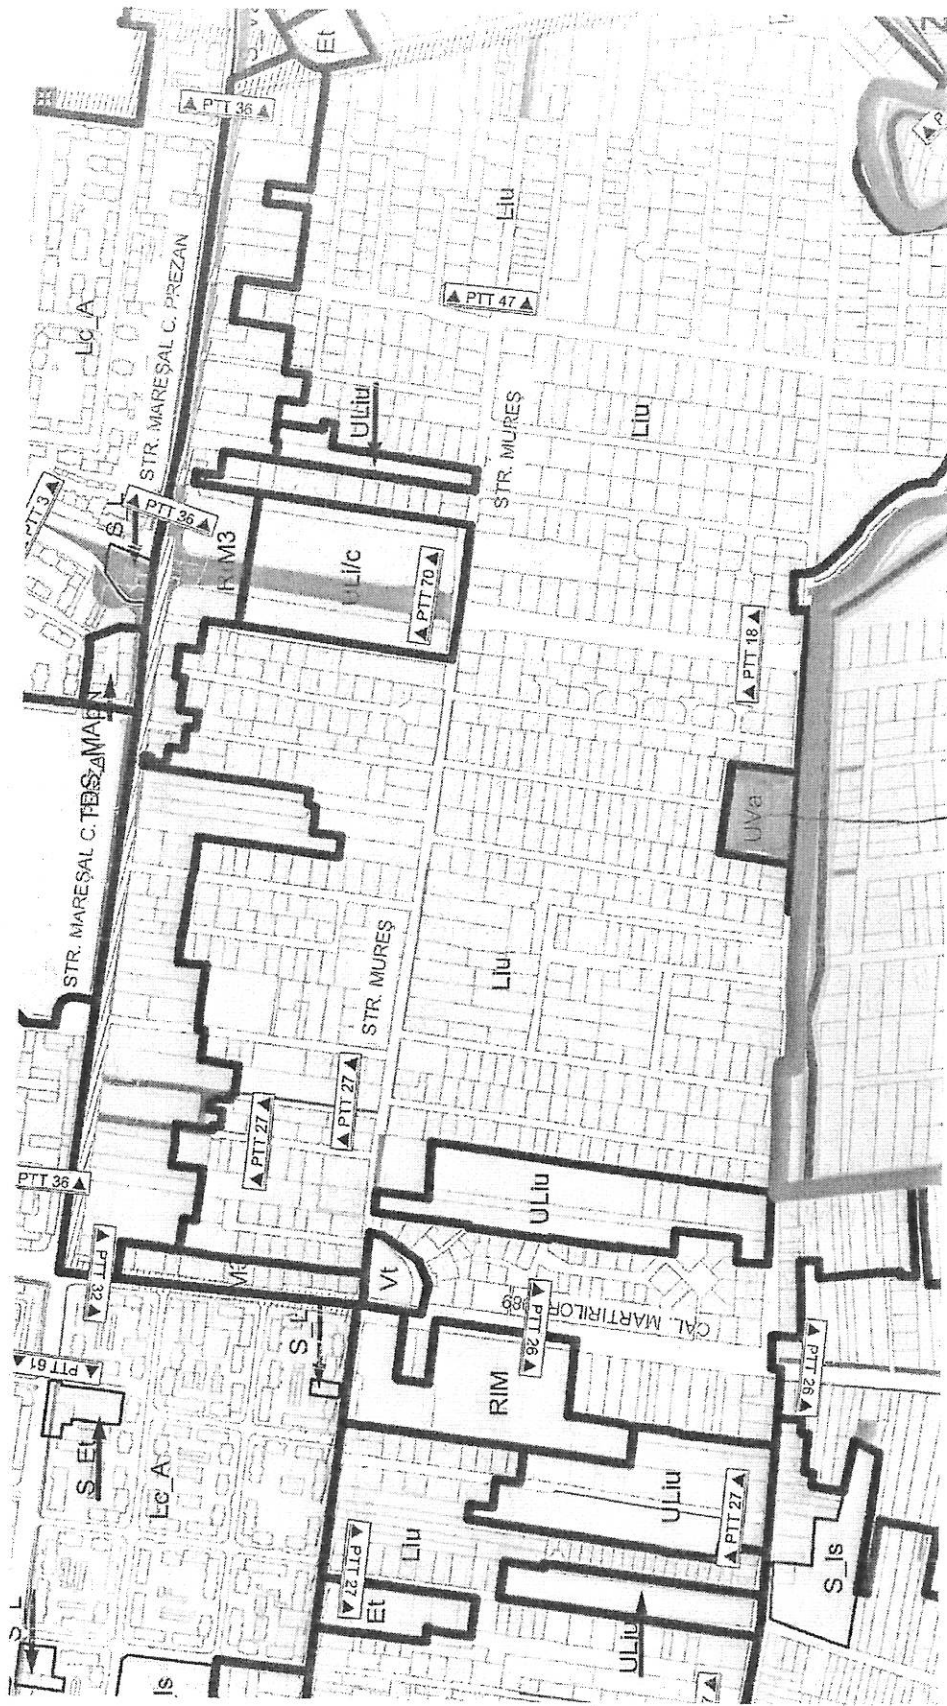 Et
▲ PTT 36 ▲
Lc_A
STR. MAREȘAL C. PREZAN
Liu
▲ PTT 47 ▲
ULiu
STR. MUREȘ
Liu
S_L
▲ PTT 36 ▲
ULi/c
▲ PTT 70 ▲
▲ PTT 18 ▲
STR. MAREȘAL C.
UVa
STR. MUREȘ
Liu
▲ PTT 27 ▲
▲ PTT 27 ▲
PTT 36 ▲
▲ PTT 32 ▲
ULiu
Vt
CAL. MARTIRILOR
▲ PTT 26 ▲
S_L
▲ PTT 61 ▲
RIM
▲ PTT 26 ▲
S_Et
Lc_A
ULiu
▲ PTT 27 ▲
Liu
▲ PTT 27 ▲
Et
S_Is
ULiu
Is